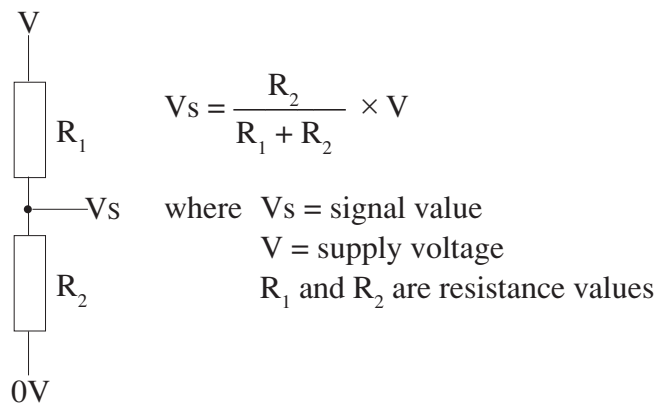 V
R₁
Vs
R₂
0V
Vs = R₂ / (R₁ + R₂) × V
where Vs = signal value
V = supply voltage
R₁ and R₂ are resistance values